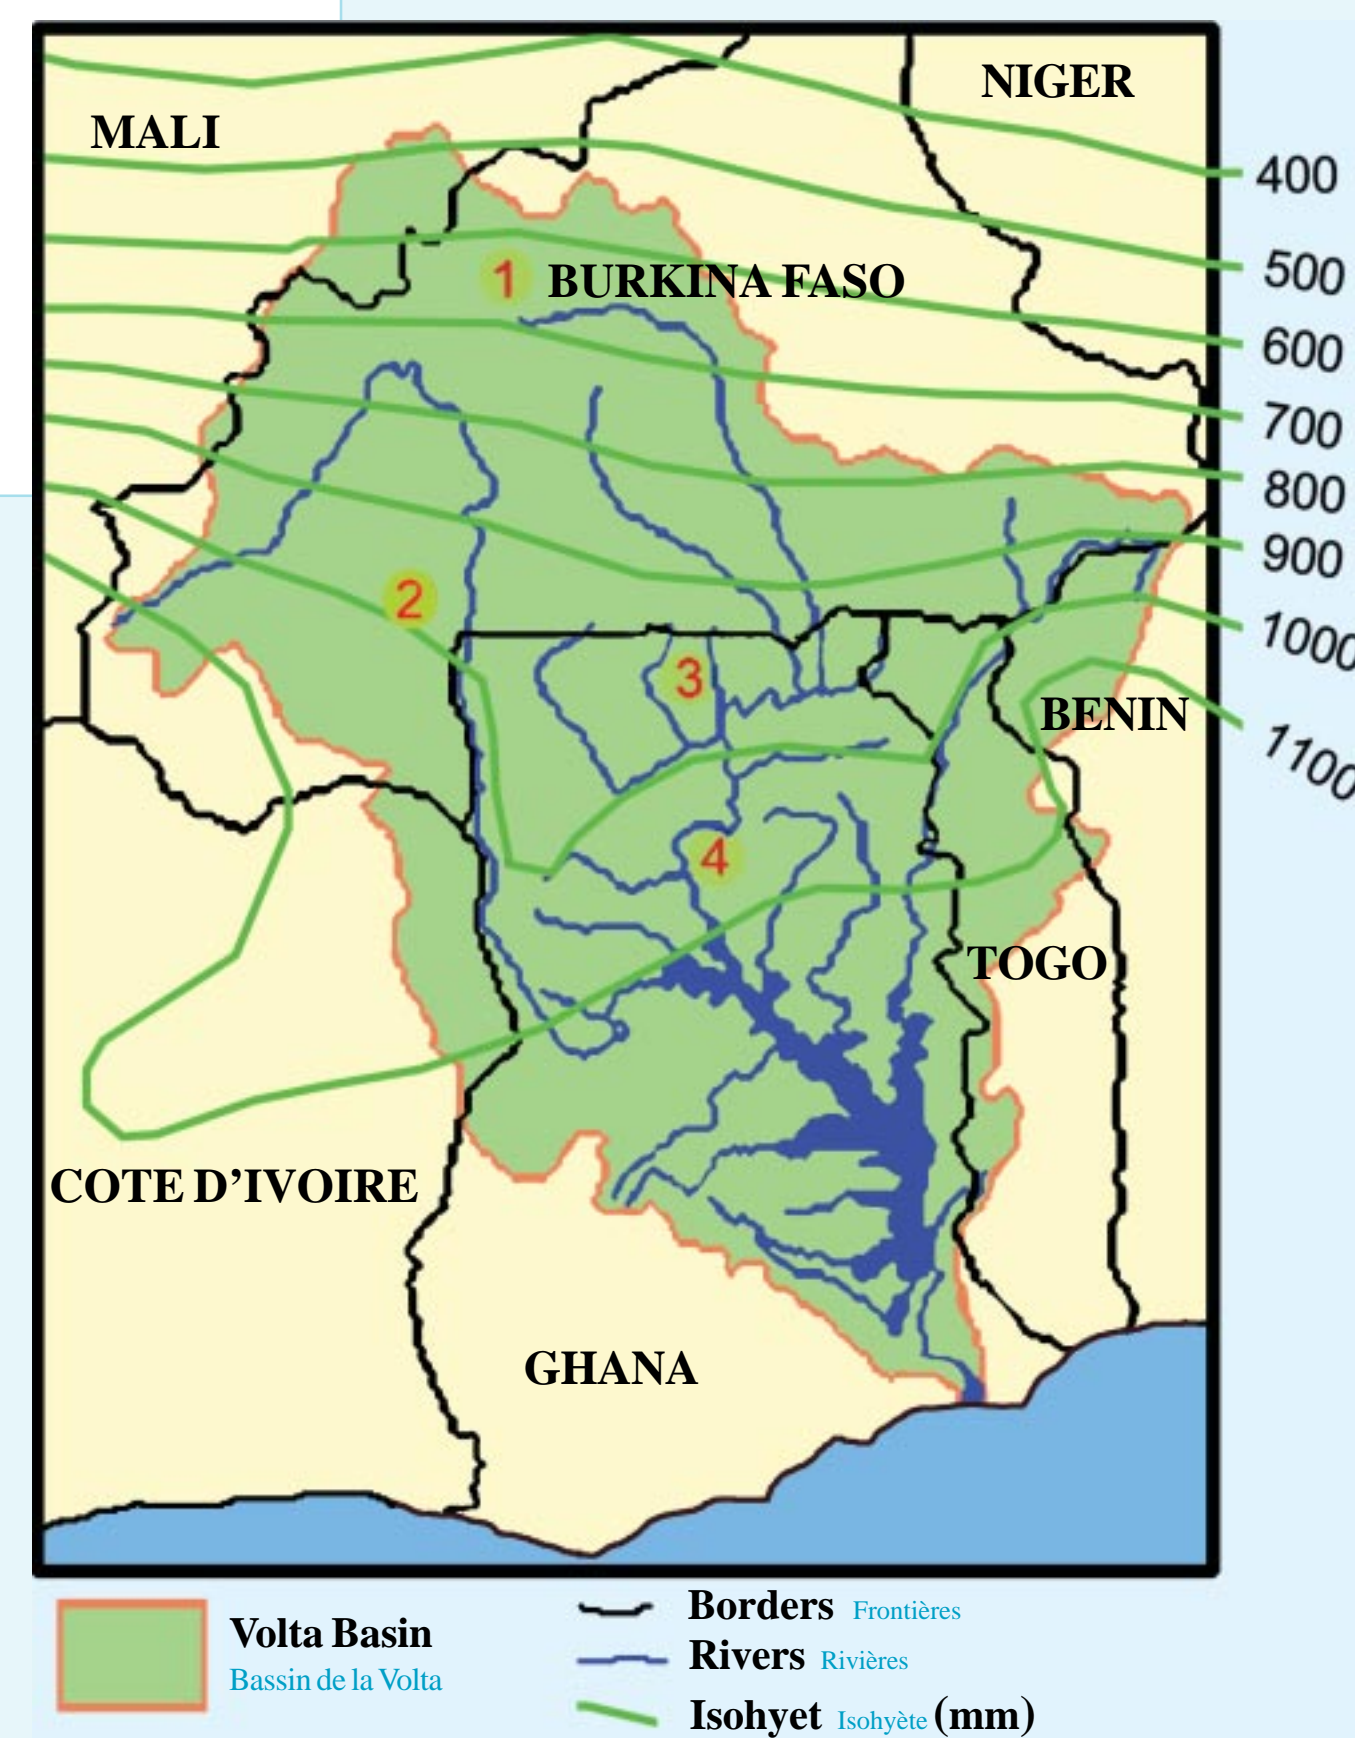 NIGER
MALI
400
500
1 BURKINA FASO
600
700
800
900
2
1000
3
BENIN
1100
4
TOGO
COTE D'IVOIRE
GHANA
Volta Basin
Bassin de la Volta
Borders Frontières
Rivers Rivières
Isohyet Isohyète (mm)